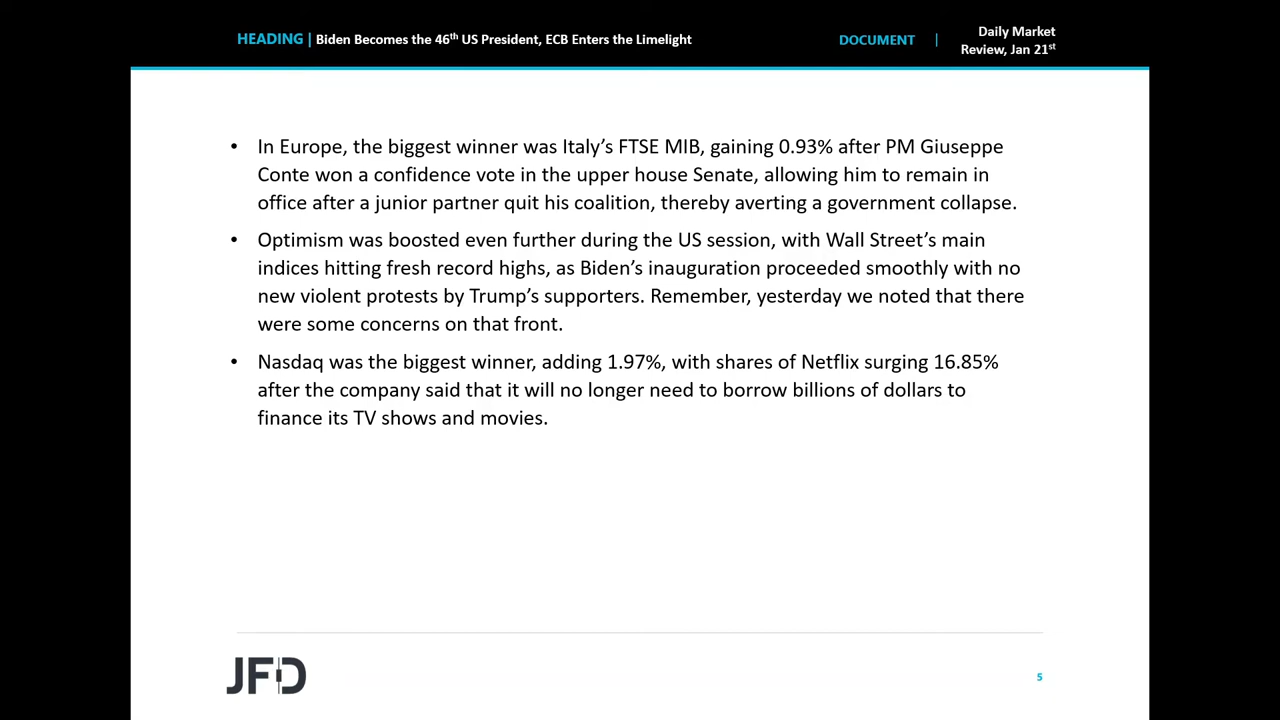 HEADING | Biden Becomes the 46th US President, ECB Enters the Limelight
DOCUMENT |
Daily Market
Review, Jan 21st
• In Europe, the biggest winner was Italy’s FTSE MIB, gaining 0.93% after PM Giuseppe
Conte won a confidence vote in the upper house Senate, allowing him to remain in
office after a junior partner quit his coalition, thereby averting a government collapse.
• Optimism was boosted even further during the US session, with Wall Street’s main
indices hitting fresh record highs, as Biden’s inauguration proceeded smoothly with no
new violent protests by Trump’s supporters. Remember, yesterday we noted that there
were some concerns on that front.
• Nasdaq was the biggest winner, adding 1.97%, with shares of Netflix surging 16.85%
after the company said that it will no longer need to borrow billions of dollars to
finance its TV shows and movies.
JFD
5